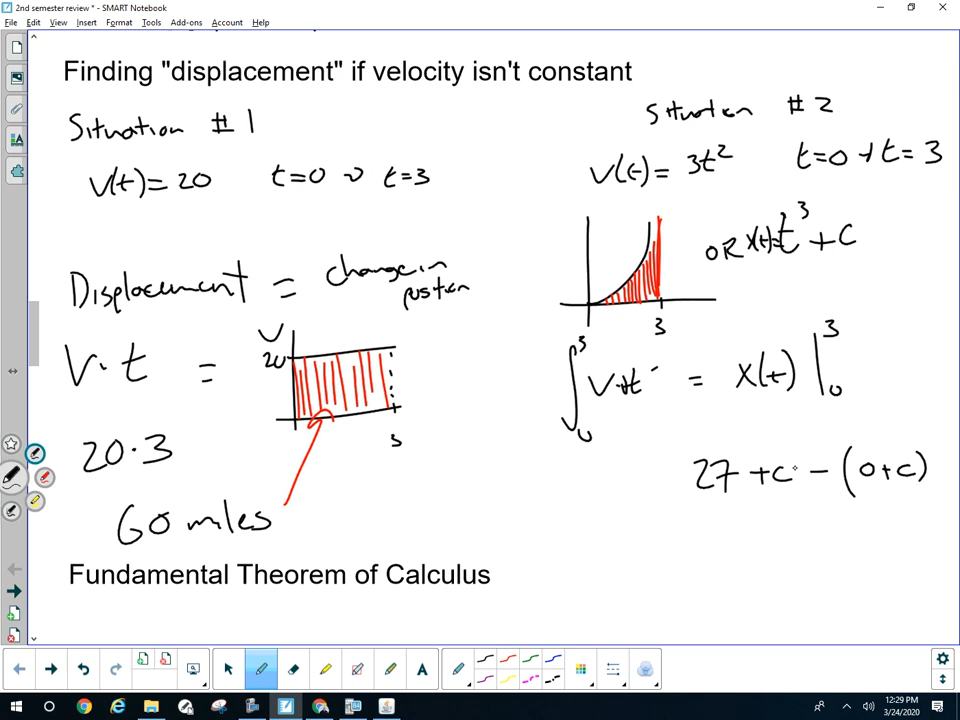 2nd semester review * - SMART Notebook
File Edit View Insert Format Tools Add-ons Account Help
Finding "displacement" if velocity isn't constant
Situation # 1
V(t) = 20 t=0 → t=3
Displacement = change in
position
V·t =
V
20
3
20·3
60 miles
Situation # 2
V(t) = 3t² t=0 → t=3
OR x(t)=t³ + C
3
∫₀³ V·dt = x(t) |₀³
27 + C - (0+C)
Fundamental Theorem of Calculus
A
12:29 PM
3/24/2020